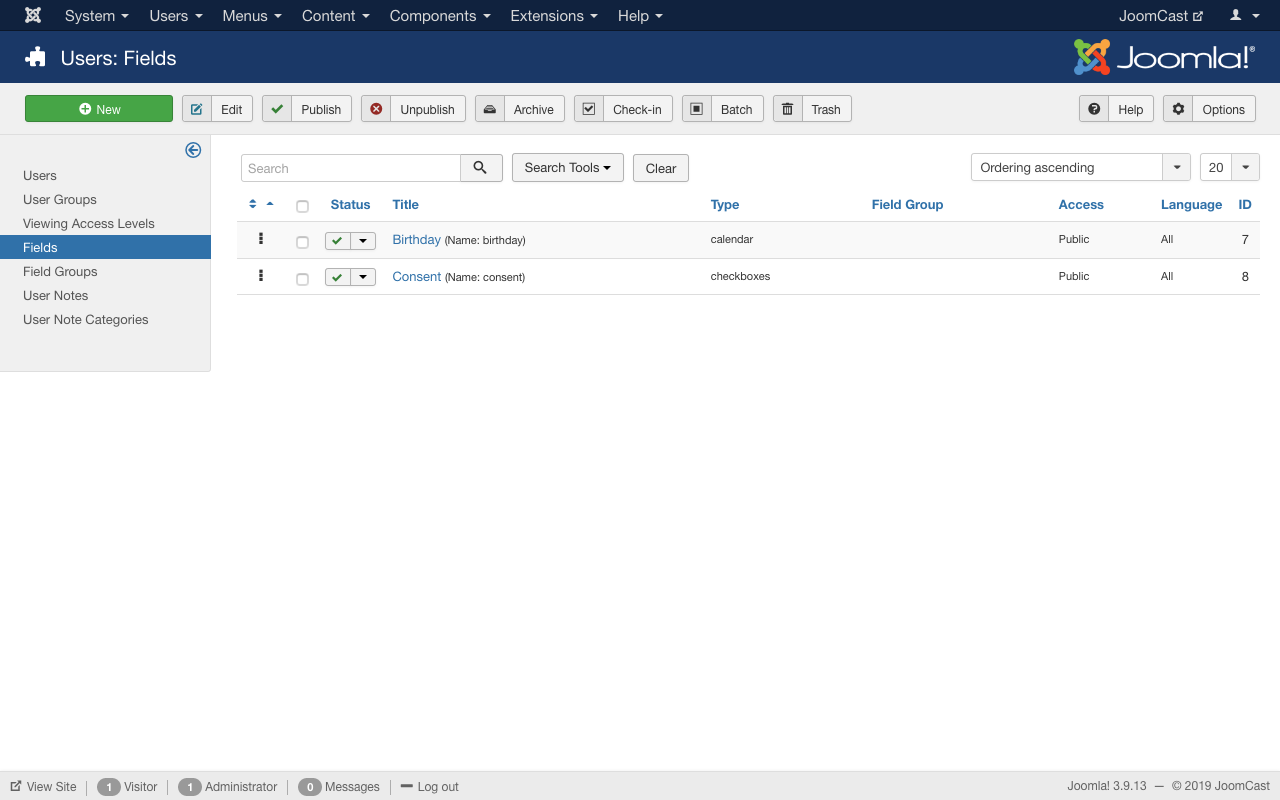 System Users Menus Content Components Extensions Help JoomCast
Users: Fields Joomla!®
New Edit Publish Unpublish Archive Check-in Batch Trash Help Options
Users
User Groups
Viewing Access Levels
Fields
Field Groups
User Notes
User Note Categories
Search Search Tools Clear Ordering ascending 20
Status Title Type Field Group Access Language ID
Birthday (Name: birthday) calendar Public All 7
Consent (Name: consent) checkboxes Public All 8
View Site 1 Visitor 1 Administrator 0 Messages Log out Joomla! 3.9.13 — © 2019 JoomCast